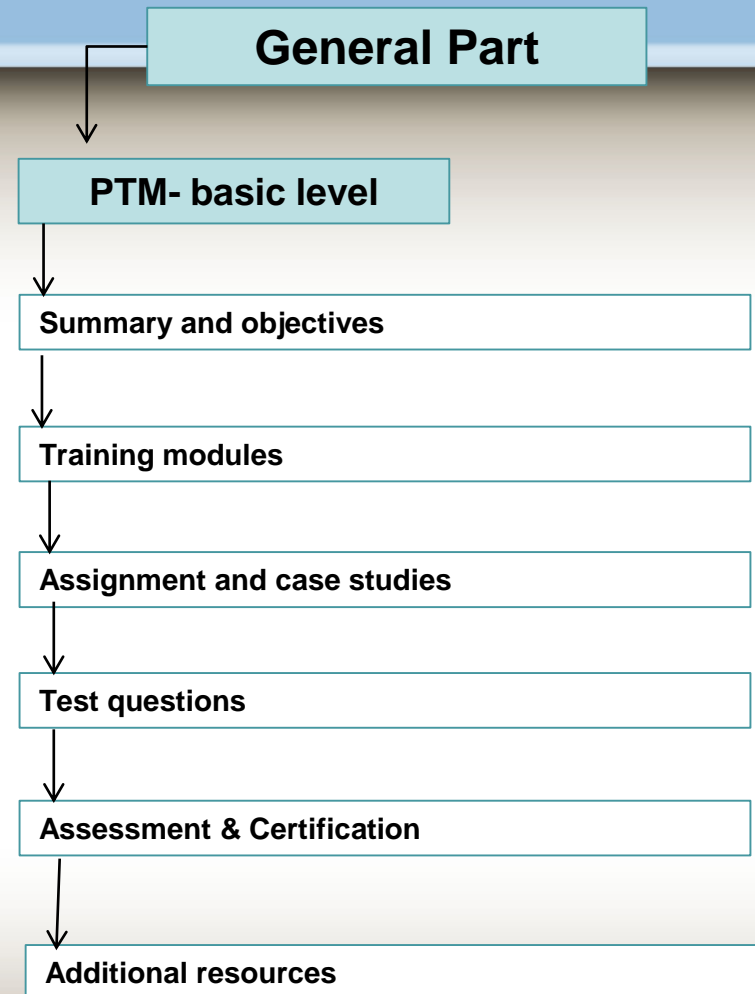 General Part
PTM- basic level
Summary and objectives
Training modules
Assignment and case studies
Test questions
Assessment & Certification
Additional resources